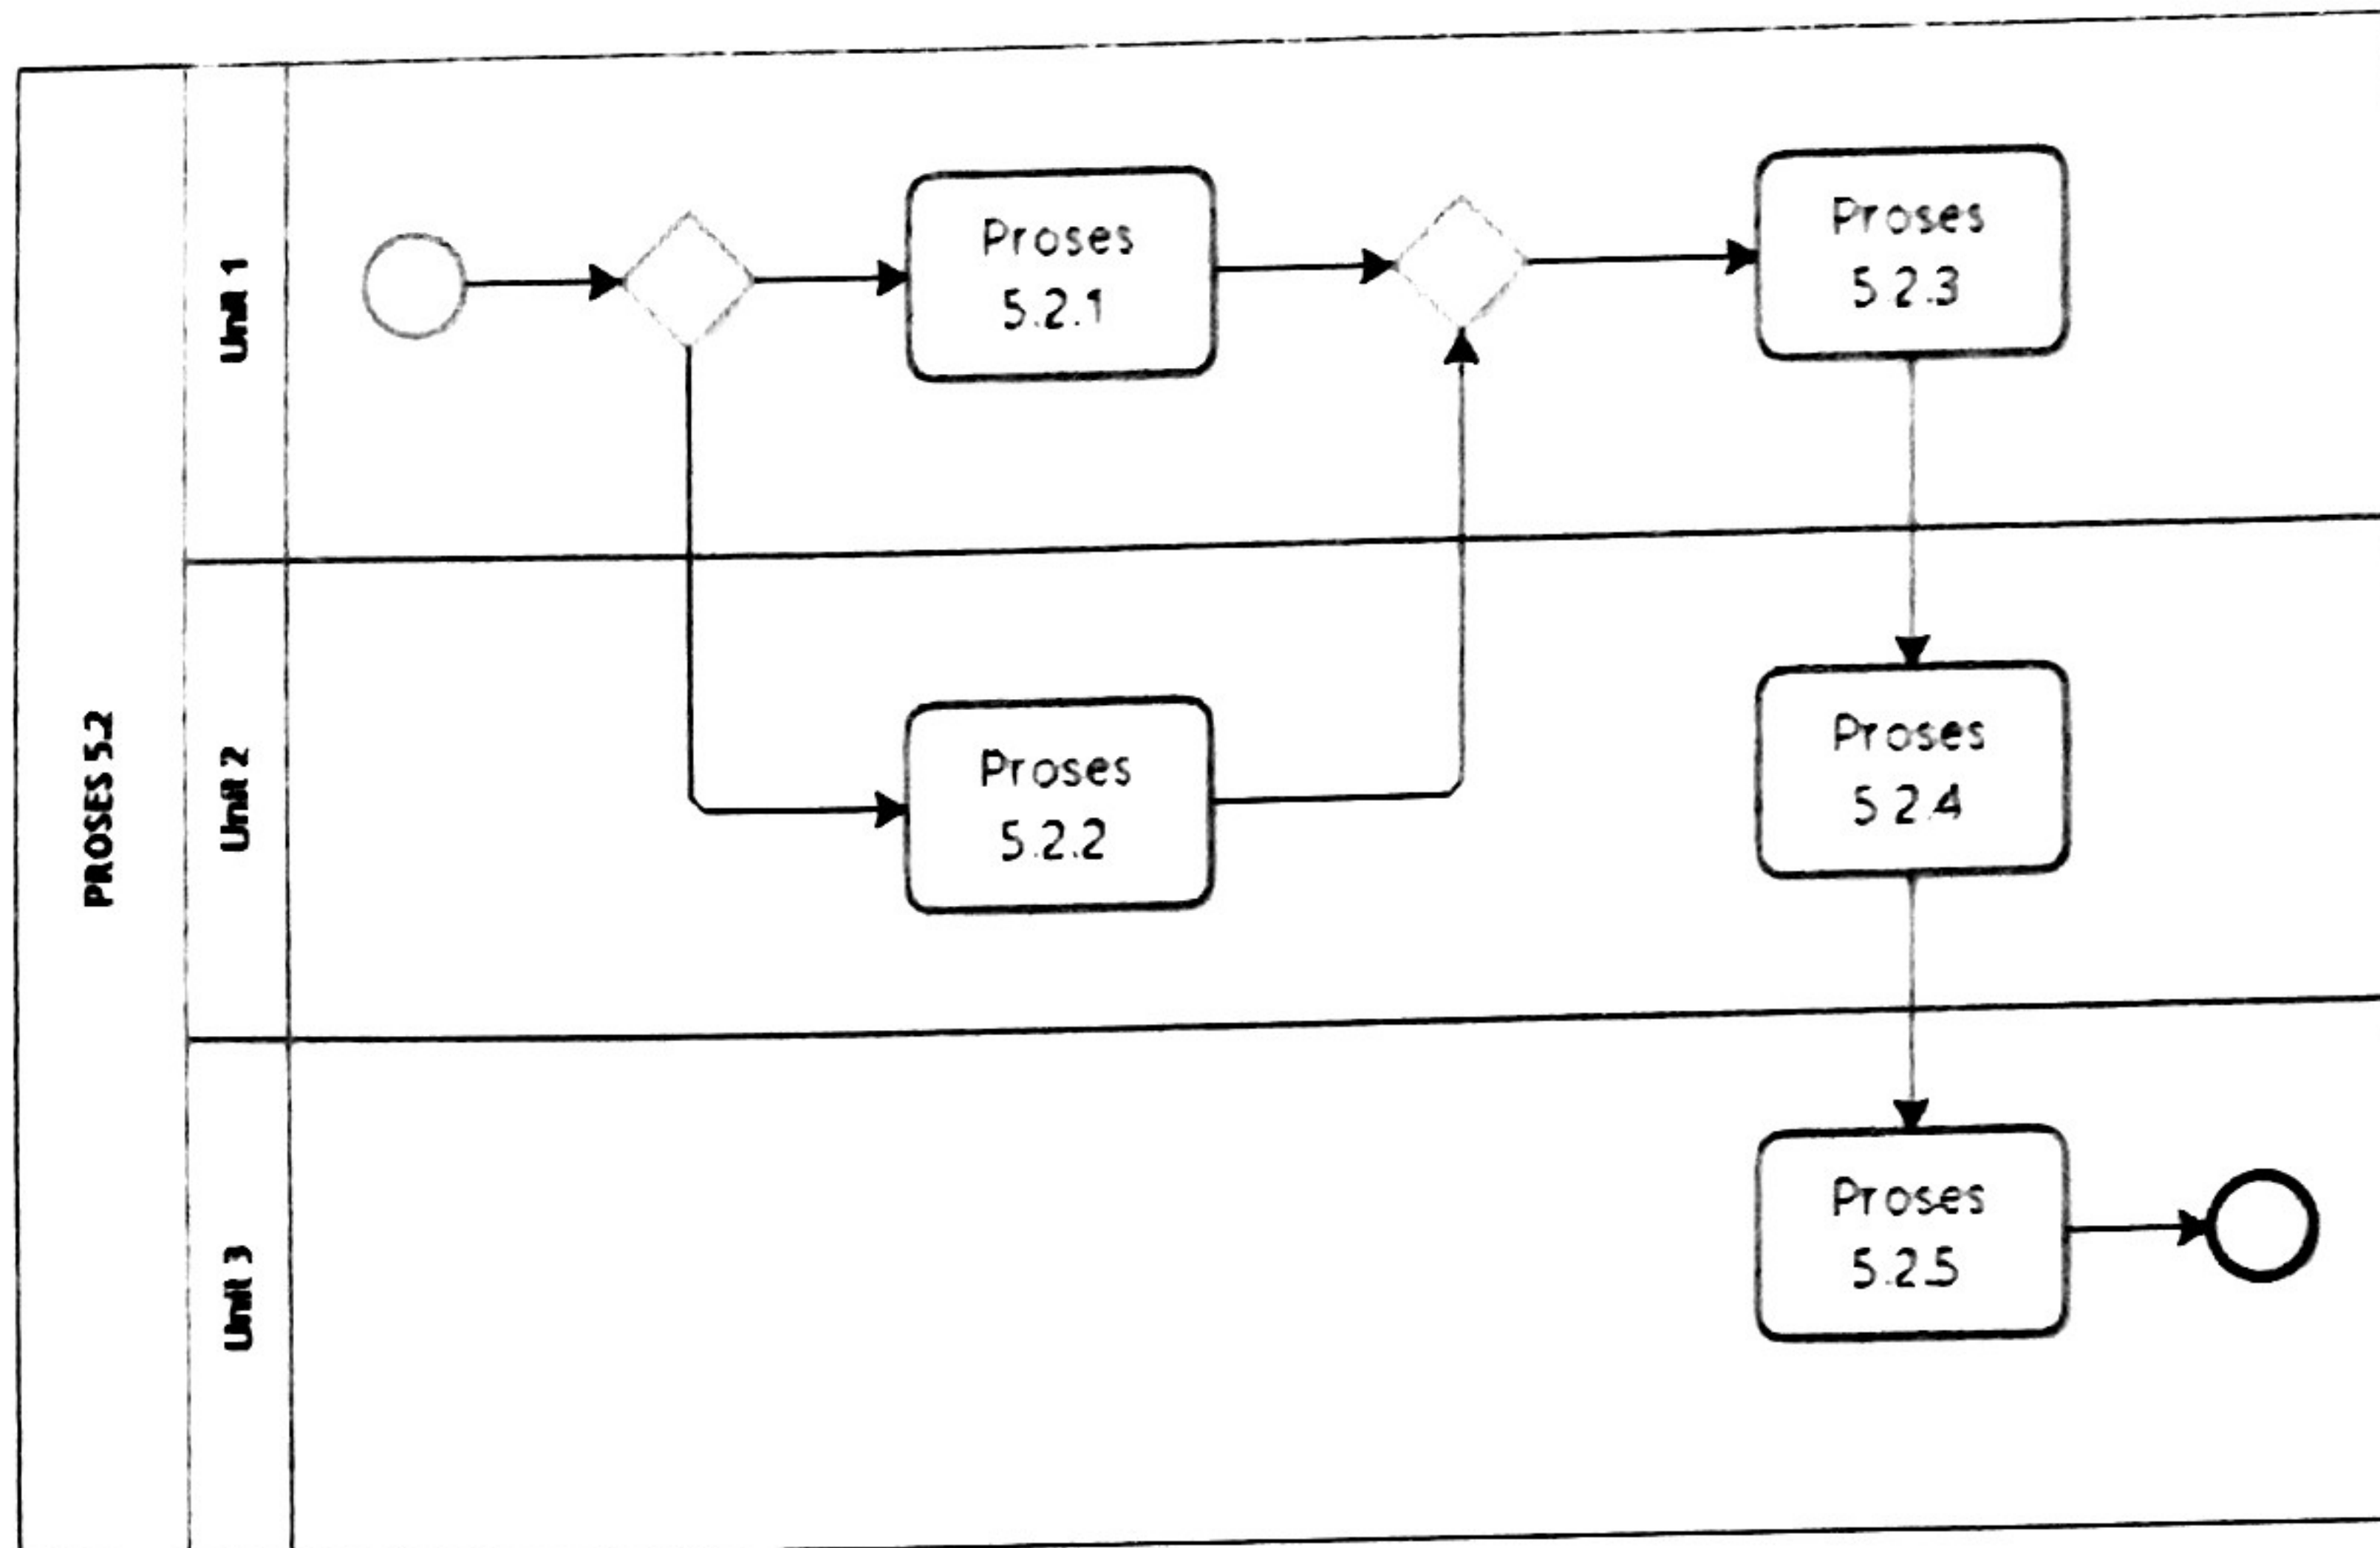 PROSES 5.2
Unit 1
Proses
5.2.1
Proses
5.2.3
Unit 2
Proses
5.2.2
Proses
5.2.4
Unit 3
Proses
5.2.5